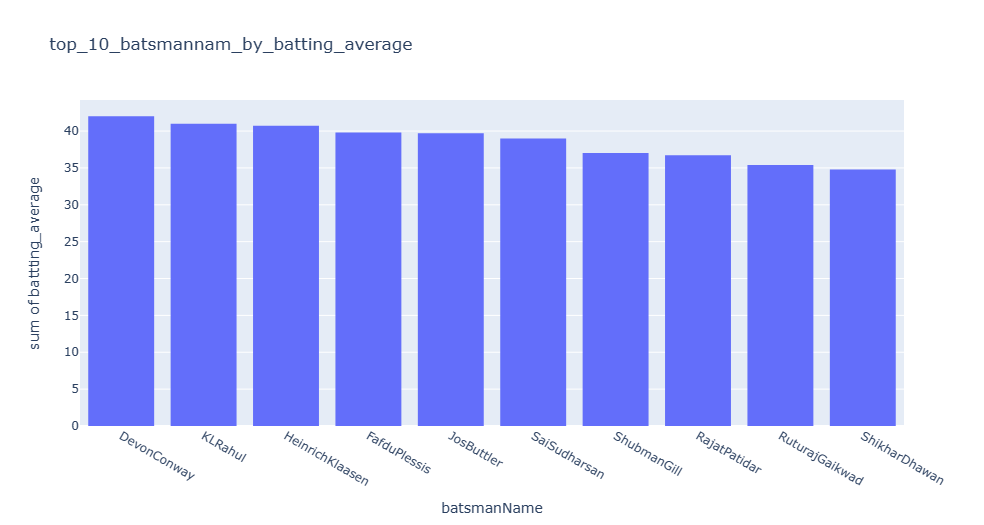 top_10_batsmannam_by_batting_average
sum of battting_average
40
35
30
25
20
15
10
5
0
DevonConway
KLRahul
HeinrichKlaasen
FafduPlessis
JosButtler
SaiSudharsan
ShubmanGill
RajatPatidar
RuturajGaikwad
ShikharDhawan
batsmanName